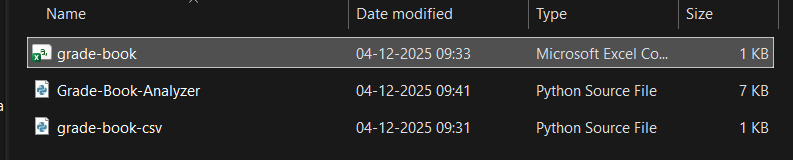 Name Date modified Type Size
grade-book 04-12-2025 09:33 Microsoft Excel Co... 1 KB
Grade-Book-Analyzer 04-12-2025 09:41 Python Source File 7 KB
grade-book-csv 04-12-2025 09:31 Python Source File 1 KB